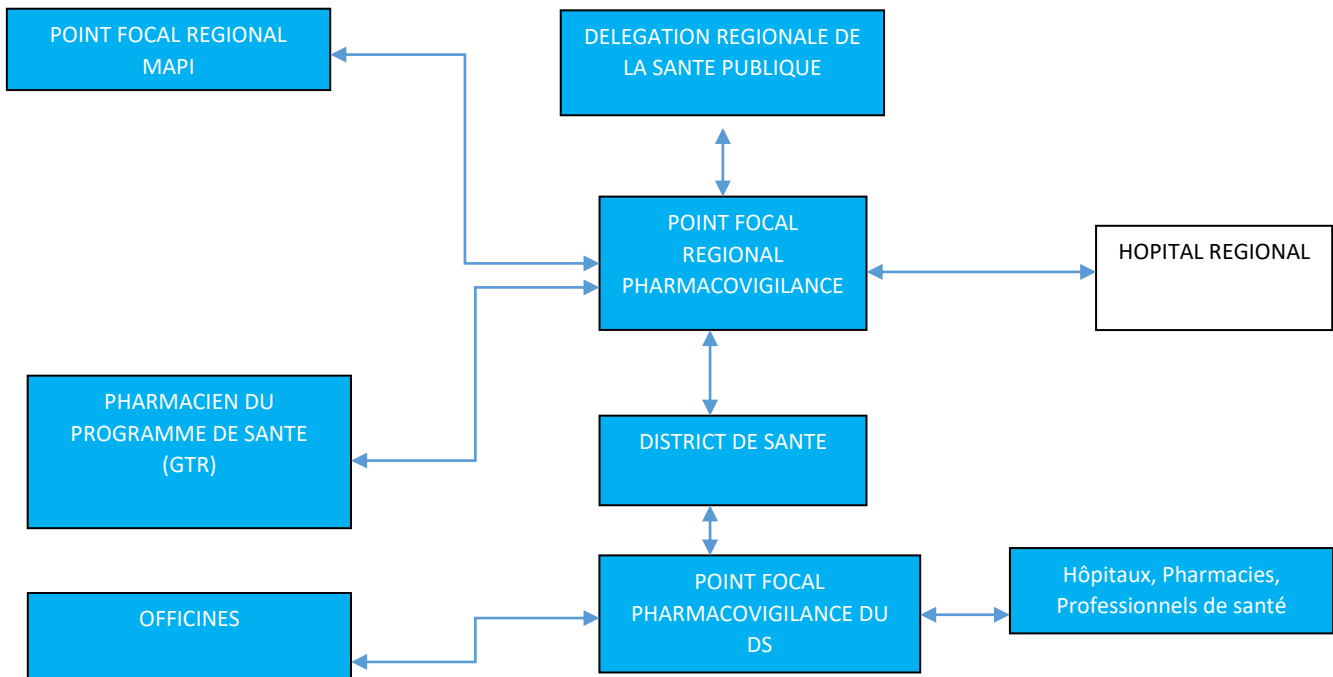 POINT FOCAL REGIONAL
MAPI
DELEGATION REGIONALE DE
LA SANTE PUBLIQUE
POINT FOCAL
REGIONAL
PHARMACOVIGILANCE
HOPITAL REGIONAL
PHARMACIEN DU
PROGRAMME DE SANTE
(GTR)
DISTRICT DE SANTE
OFFICINES
POINT FOCAL
PHARMACOVIGILANCE DU
DS
Hôpitaux, Pharmacies,
Professionnels de santé